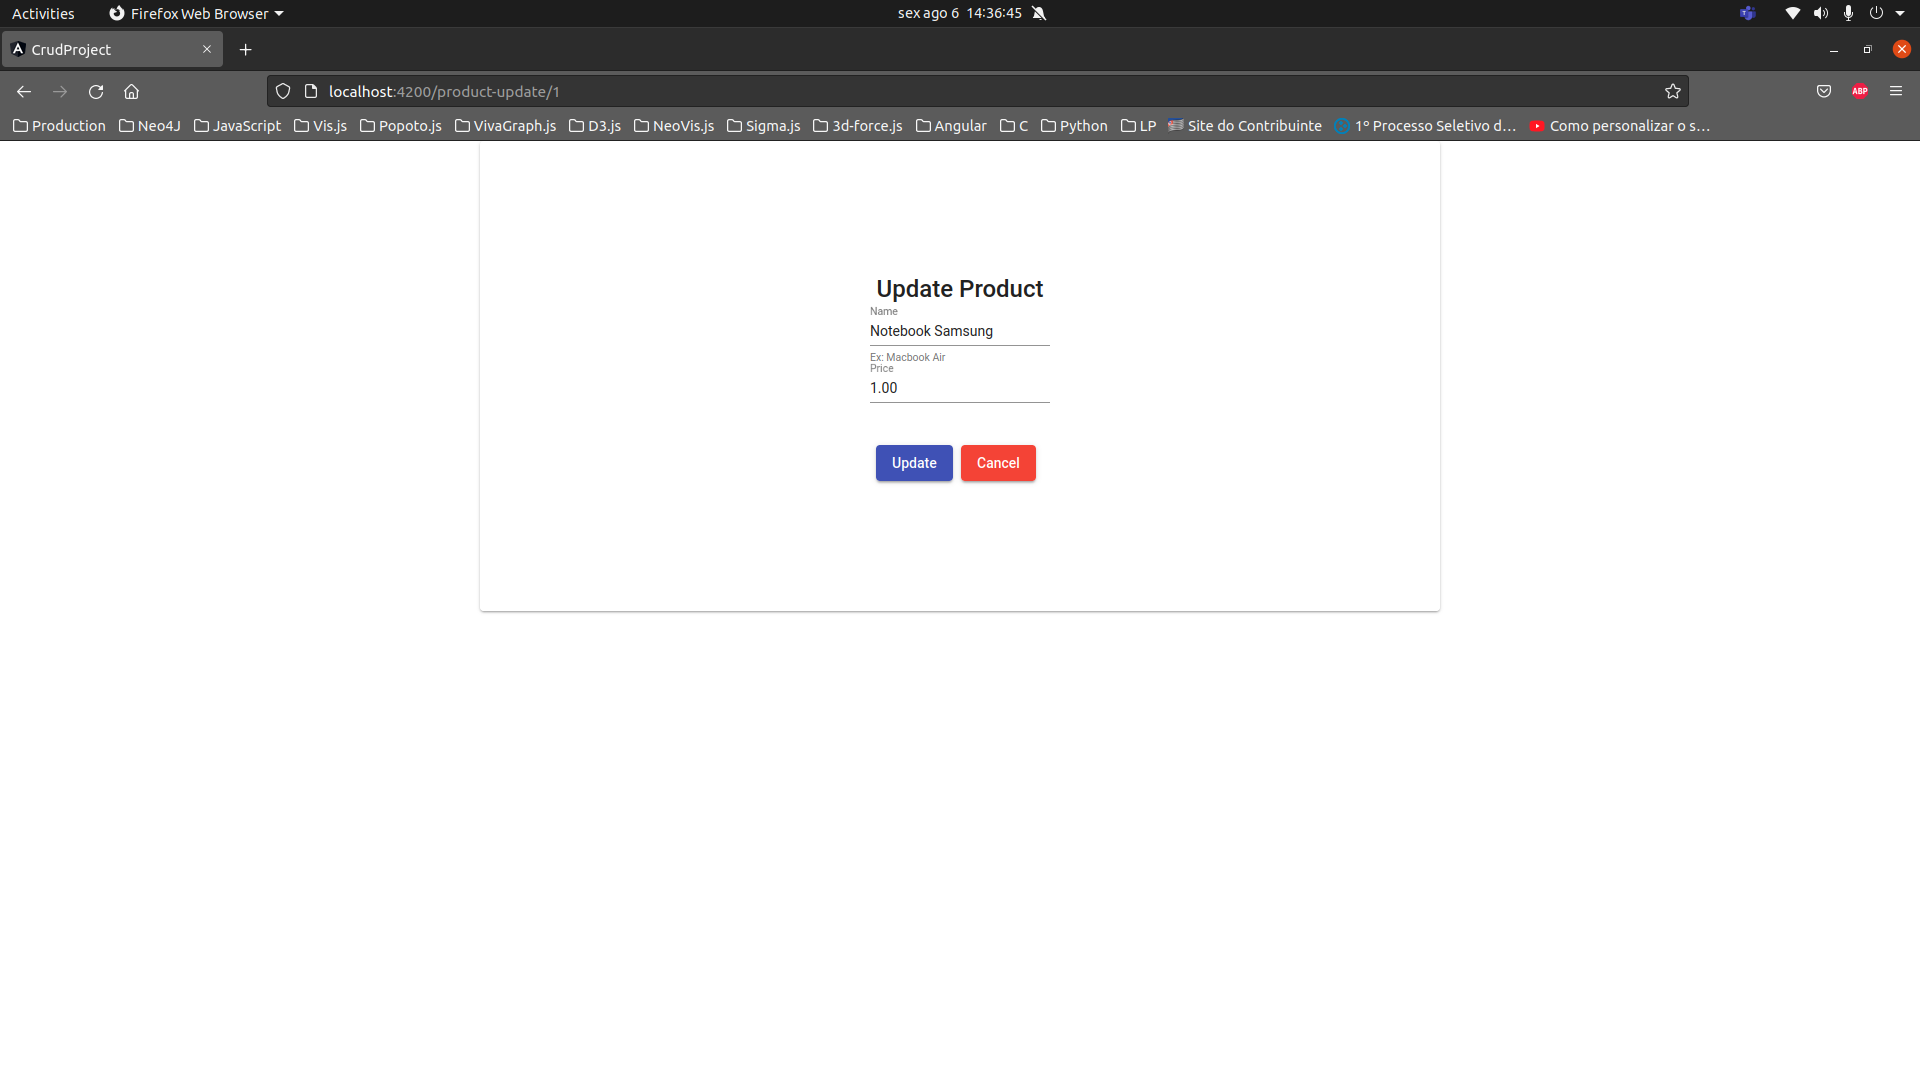 Activities Firefox Web Browser sex ago 6 14:36:45
CrudProject
localhost:4200/product-update/1 ABP
Production Neo4J JavaScript Vis.js Popoto.js VivaGraph.js D3.js NeoVis.js Sigma.js 3d-force.js Angular C Python LP Site do Contribuinte 1º Processo Seletivo d... Como personalizar o s...
Update Product
Name
Notebook Samsung
Ex: Macbook Air
Price
1.00
Update Cancel